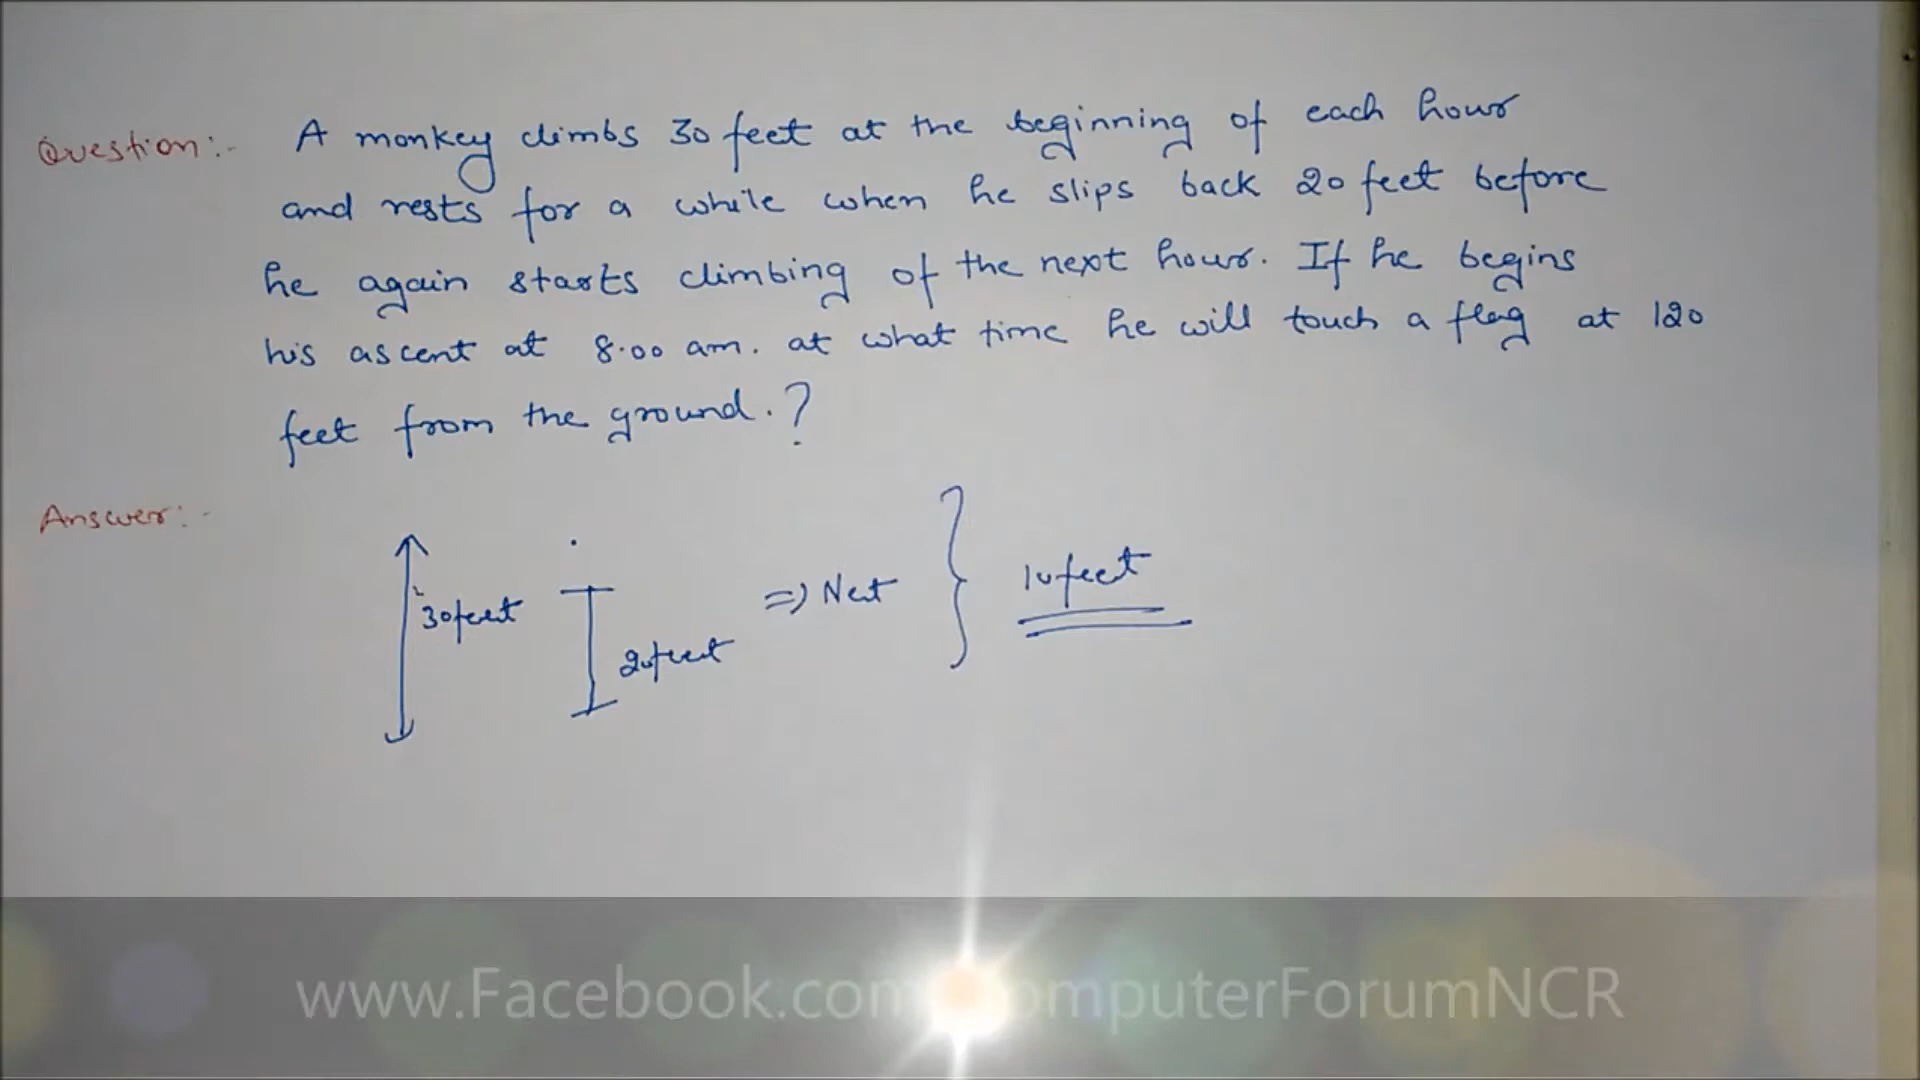 Question:- A monkey climbs 30 feet at the beginning of each hour
and rests for a while when he slips back 20 feet before
he again starts climbing of the next hour. If he begins
his ascent at 8.00 am. at what time he will touch a flag at 120
feet from the ground.?
Answer:-
30feet
20feet
=> Net
10feet
www.Facebook.com omputerForumNCR